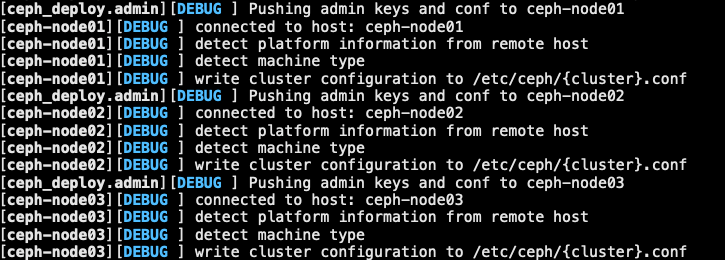 [ceph_deploy.admin][DEBUG ] Pushing admin keys and conf to ceph-node01
[ceph-node01][DEBUG ] connected to host: ceph-node01
[ceph-node01][DEBUG ] detect platform information from remote host
[ceph-node01][DEBUG ] detect machine type
[ceph-node01][DEBUG ] write cluster configuration to /etc/ceph/{cluster}.conf
[ceph_deploy.admin][DEBUG ] Pushing admin keys and conf to ceph-node02
[ceph-node02][DEBUG ] connected to host: ceph-node02
[ceph-node02][DEBUG ] detect platform information from remote host
[ceph-node02][DEBUG ] detect machine type
[ceph-node02][DEBUG ] write cluster configuration to /etc/ceph/{cluster}.conf
[ceph_deploy.admin][DEBUG ] Pushing admin keys and conf to ceph-node03
[ceph-node03][DEBUG ] connected to host: ceph-node03
[ceph-node03][DEBUG ] detect platform information from remote host
[ceph-node03][DEBUG ] detect machine type
[ceph-node03][DEBUG ] write cluster configuration to /etc/ceph/{cluster}.conf